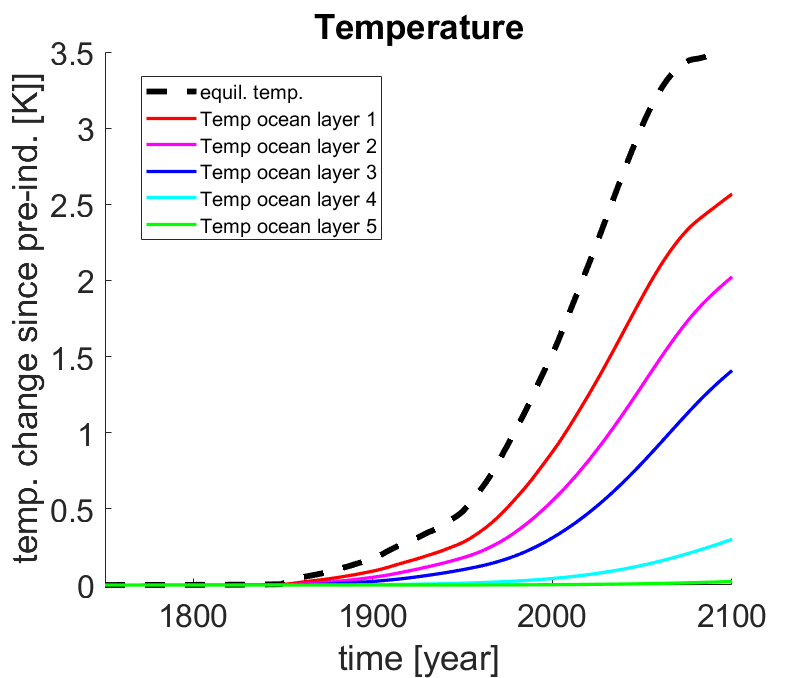 Temperature
temp. change since pre-ind. [K]]
3.5
3
2.5
2
1.5
1
0.5
0
equil. temp.
Temp ocean layer 1
Temp ocean layer 2
Temp ocean layer 3
Temp ocean layer 4
Temp ocean layer 5
1800
1900
2000
2100
time [year]